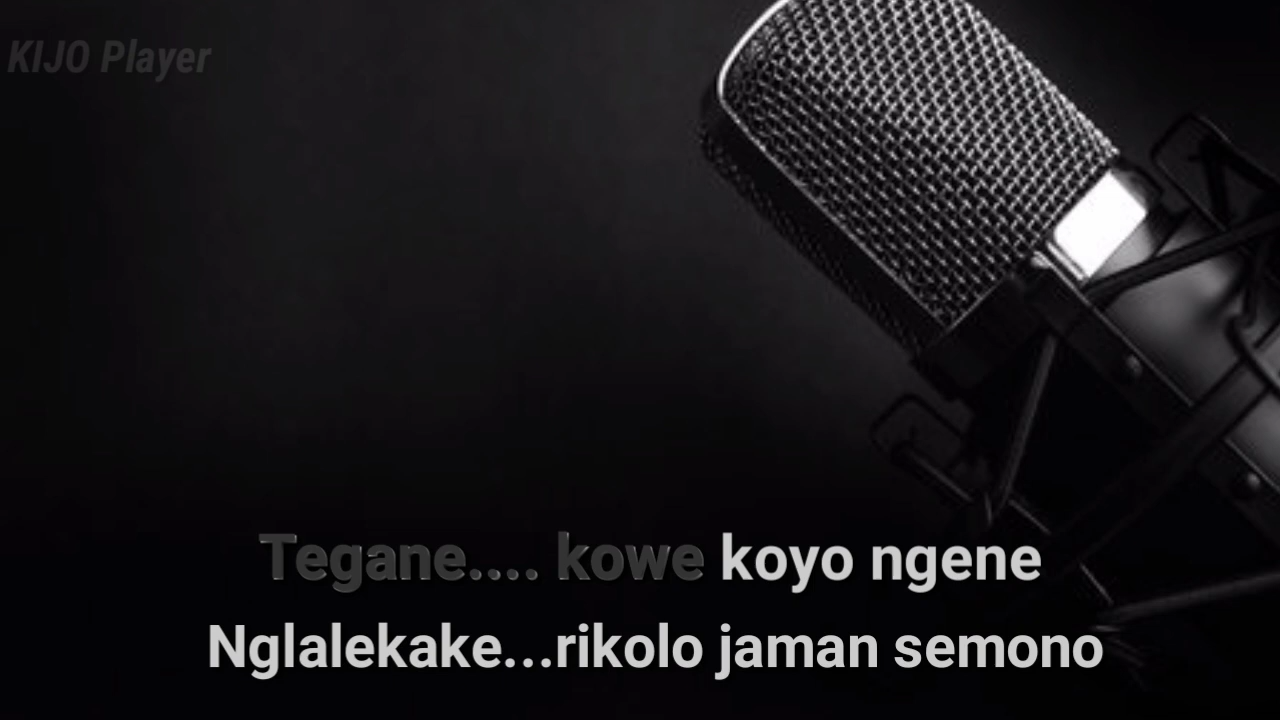 KIJO Player
Tegane.... kowe koyo ngene
Nglalekake...rikolo jaman semono